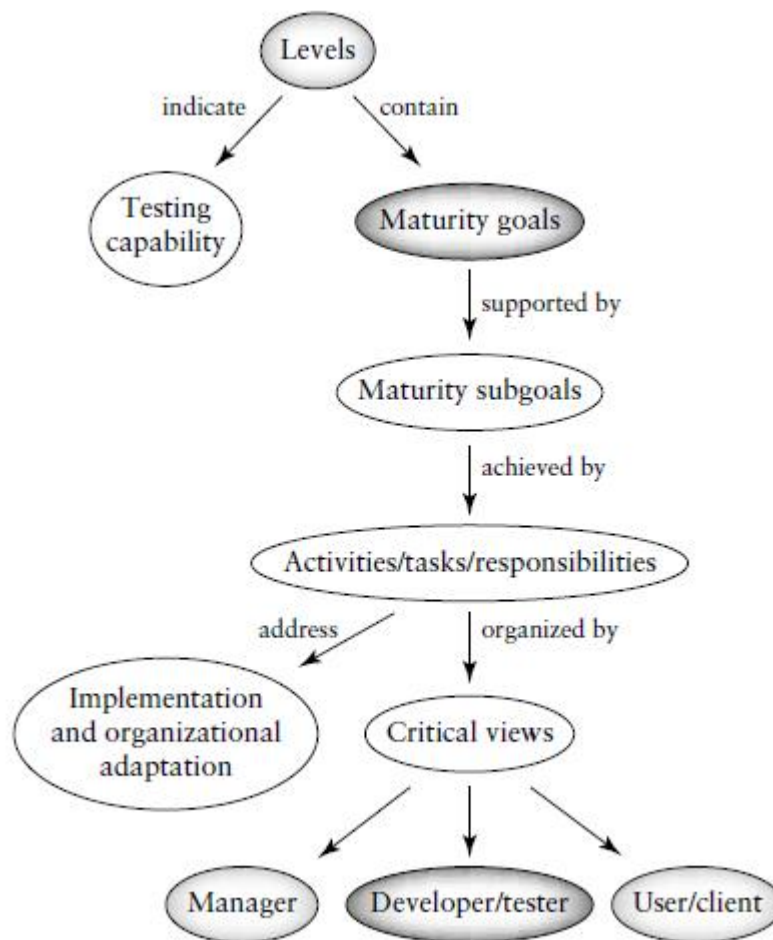 Levels
indicate
contain
Testing
capability
Maturity goals
supported by
Maturity subgoals
achieved by
Activities/tasks/responsibilities
address
organized by
Implementation
and organizational
adaptation
Critical views
Manager
Developer/tester
User/client